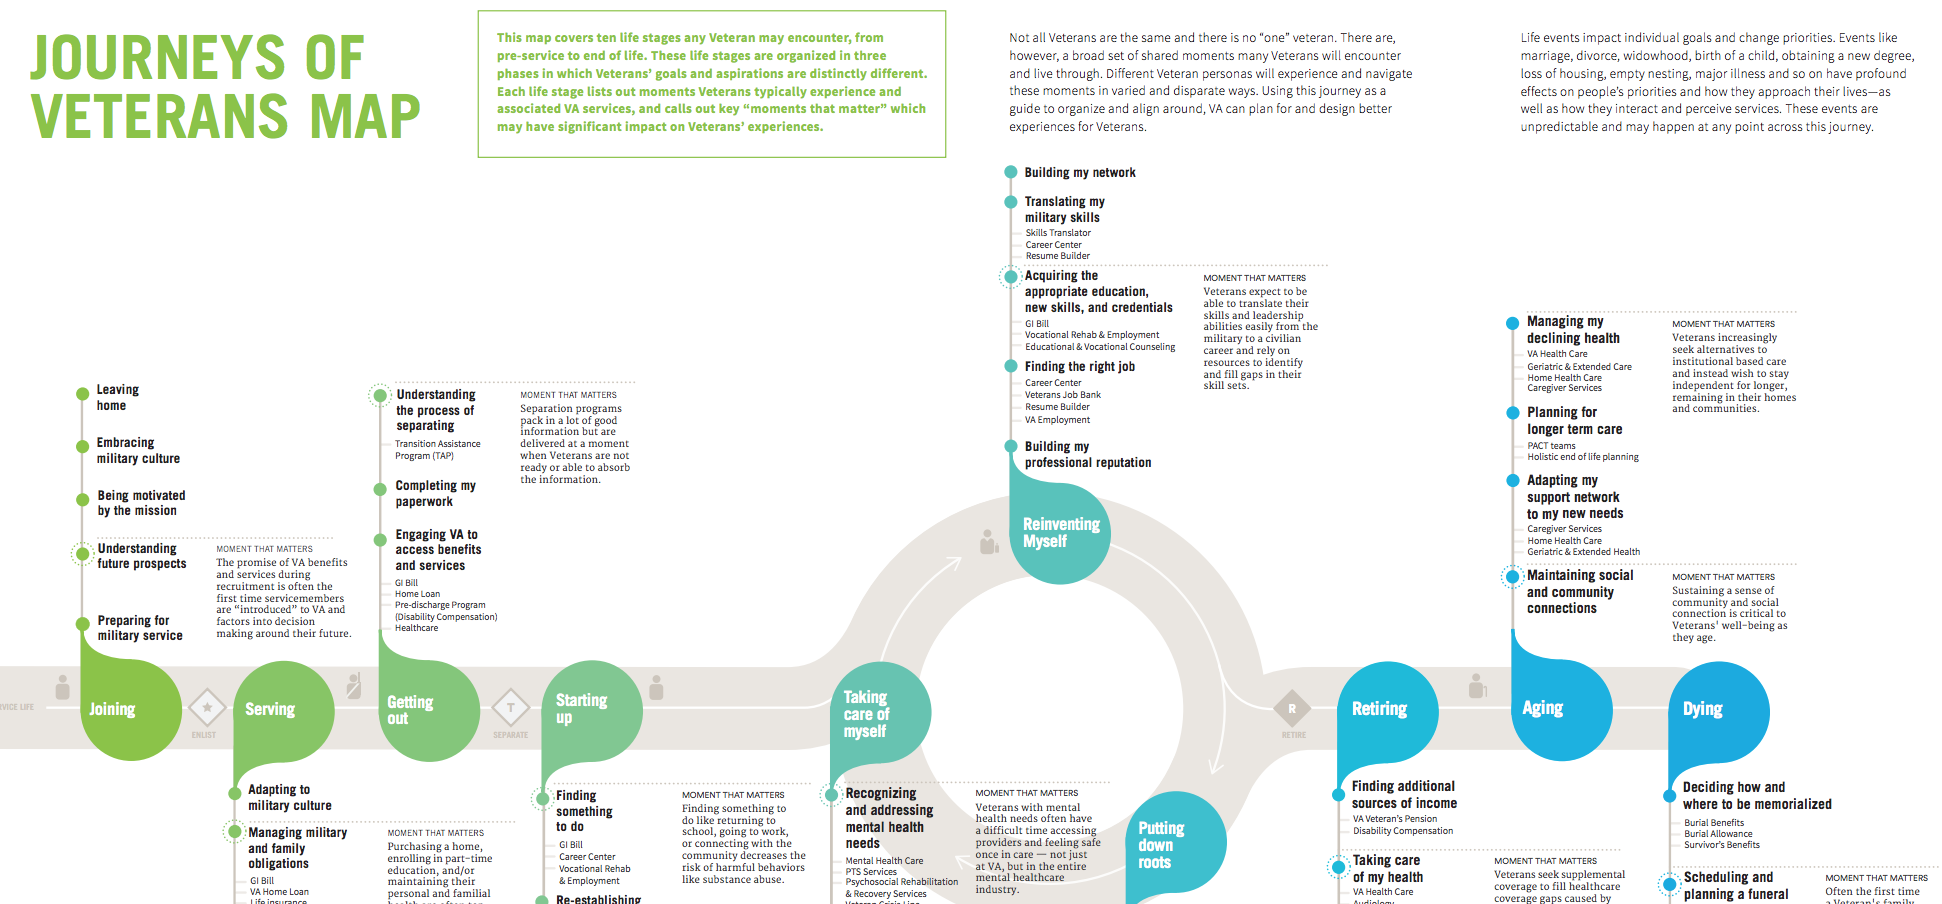 JOURNEYS OF
VETERANS MAP
This map covers ten life stages any Veteran may encounter, from
pre-service to end of life. These life stages are organized in three
phases in which Veterans' goals and aspirations are distinctly different.
Each life stage lists out moments Veterans typically experience and
associated VA services, and calls out key “moments that matter” which
may have significant impact on Veterans' experiences.
Not all Veterans are the same and there is no “one” veteran. There are,
however, a broad set of shared moments many Veterans will encounter
and live through. Different Veteran personas will experience and navigate
these moments in varied and disparate ways. Using this journey as a
guide to organize and align around, VA can plan for and design better
experiences for Veterans.
Life events impact individual goals and change priorities. Events like
marriage, divorce, widowhood, birth of a child, obtaining a new degree,
loss of housing, empty nesting, major illness and so on have profound
effects on people's priorities and how they approach their lives—as
well as how they interact and perceive services. These events are
unpredictable and may happen at any point across this journey.
Leaving
home
Embracing
military culture
Being motivated
by the mission
Understanding
future prospects
MOMENT THAT MATTERS
The promise of VA benefits
and services during
recruitment is often the
first time servicemembers
are “introduced” to VA and
factors into decision
making around their future.
Preparing for
military service
Joining
VICE LIFE
ENLIST
Serving
Adapting to
military culture
Managing military
and family
obligations
GI Bill
VA Home Loan
Life insurance
MOMENT THAT MATTERS
Purchasing a home,
enrolling in part-time
education, and/or
maintaining their
personal and familial
Understanding
the process of
separating
Transition Assistance
Program (TAP)
MOMENT THAT MATTERS
Separation programs
pack in a lot of good
information but are
delivered at a moment
when Veterans are not
ready or able to absorb
the information.
Completing my
paperwork
Engaging VA to
access benefits
and services
GI Bill
Home Loan
Pre-discharge Program
(Disability Compensation)
Healthcare
Getting
out
T
SEPARATE
Starting
up
Finding
something
to do
GI Bill
Career Center
Vocational Rehab
& Employment
Re-establishing
MOMENT THAT MATTERS
Finding something to
do like returning to
school, going to work,
or connecting with the
community decreases the
risk of harmful behaviors
like substance abuse.
Taking
care of
myself
Recognizing
and addressing
mental health
needs
Mental Health Care
PTS Services
Psychosocial Rehabilitation
& Recovery Services
Veteran Crisis Line
MOMENT THAT MATTERS
Veterans with mental
health needs often have
a difficult time accessing
providers and feeling safe
once in care — not just
at VA, but in the entire
mental healthcare
industry.
Building my network
Translating my
military skills
Skills Translator
Career Center
Resume Builder
Acquiring the
appropriate education,
new skills, and credentials
GI Bill
Vocational Rehab & Employment
Educational & Vocational Counseling
MOMENT THAT MATTERS
Veterans expect to be
able to translate their
skills and leadership
abilities easily from the
military to a civilian
career and rely on
resources to identify
and fill gaps in their
skill sets.
Finding the right job
Career Center
Veterans Job Bank
Resume Builder
VA Employment
Building my
professional reputation
Reinventing
Myself
Putting
down
roots
R
RETIRE
Retiring
Finding additional
sources of income
VA Veteran's Pension
Disability Compensation
Taking care
of my health
VA Health Care
Audiology
MOMENT THAT MATTERS
Veterans seek supplemental
coverage to fill healthcare
coverage gaps caused by
Managing my
declining health
VA Health Care
Geriatric & Extended Care
Home Health Care
Caregiver Services
MOMENT THAT MATTERS
Veterans increasingly
seek alternatives to
institutional based care
and instead wish to stay
independent for longer,
remaining in their homes
and communities.
Planning for
longer term care
PACT teams
Holistic end of life planning
Adapting my
support network
to my new needs
Caregiver Services
Home Health Care
Geriatric & Extended Health
Maintaining social
and community
connections
MOMENT THAT MATTERS
Sustaining a sense of
community and social
connection is critical to
Veterans' well-being as
they age.
Aging
Dying
Deciding how and
where to be memorialized
Burial Benefits
Burial Allowance
Survivor's Benefits
Scheduling and
planning a funeral
MOMENT THAT MATTERS
Often the first time
a Veteran's family